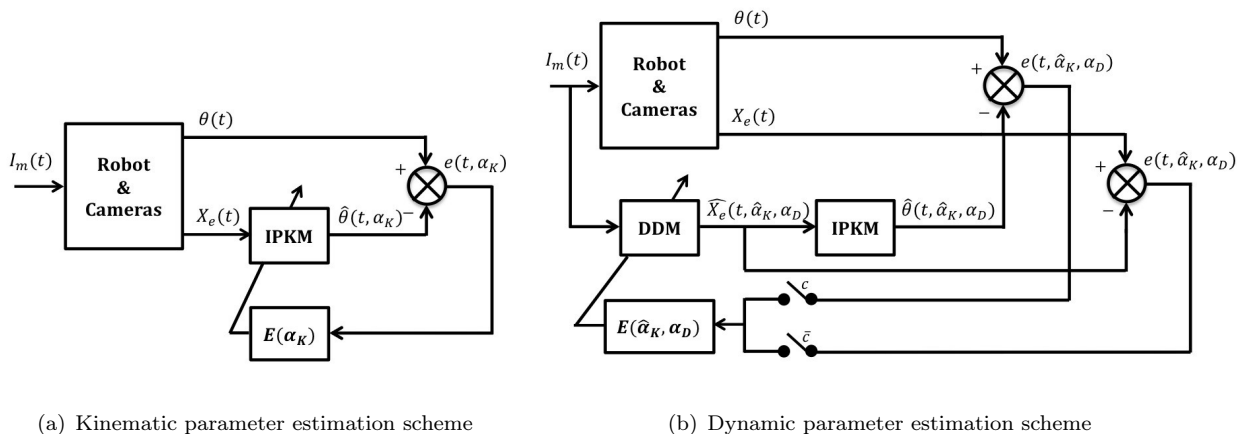 I_m(t)
Robot
&
Cameras
θ(t)
X_e(t)
IPKM
θ̂(t, α_K)
+
−
e(t, α_K)
E(α_K)
(a) Kinematic parameter estimation scheme
I_m(t)
Robot
&
Cameras
θ(t)
+
−
e(t, α̂_K, α_D)
X_e(t)
+
−
e(t, α̂_K, α_D)
DDM
X̂_e(t, α̂_K, α_D)
IPKM
θ̂(t, α̂_K, α_D)
E(α̂_K, α_D)
c
c̄
(b) Dynamic parameter estimation scheme